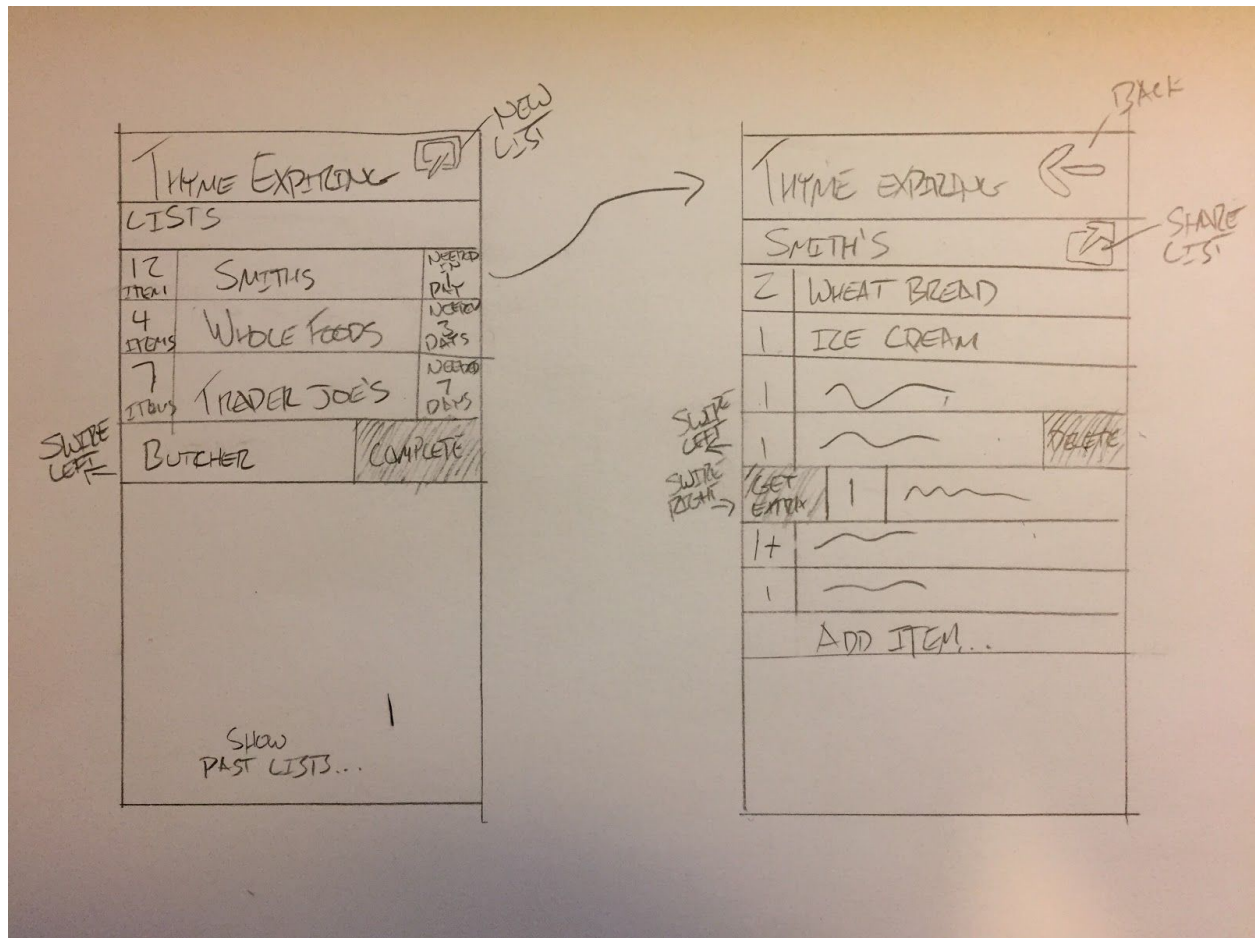 NEW
LIST
THYME EXPIRING
LISTS
12
ITEM
SMITHS
NEEDED
IN
1
DAY
4
ITEMS
WHOLE FOODS
NEEDED
3
DAYS
7
ITEMS
TRADER JOE'S
NEEDED
7
DAYS
SWIPE
LEFT
BUTCHER
COMPLETE
SHOW
PAST LISTS...
BACK
THYME EXPIRING
SMITH'S
SHARE
LIST
2
WHEAT BREAD
1
ICE CREAM
1
SWIPE
LEFT
1
DELETE
SWIPE
RIGHT
GET
EXTRA
1
1+
1
ADD ITEM...